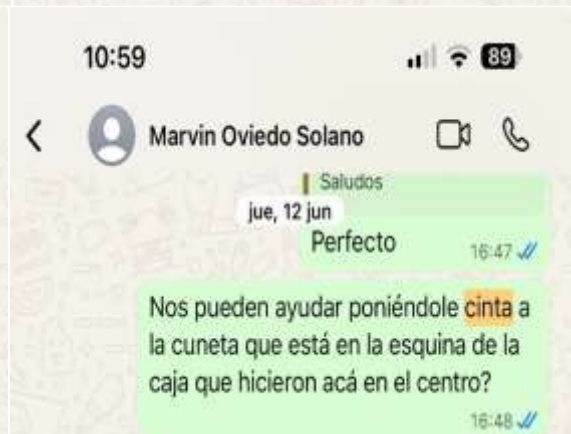 10:59
89
Marvin Oviedo Solano
Saludos
jue, 12 jun
Perfecto
16:47
Nos pueden ayudar poniéndole cinta a
la cuneta que está en la esquina de la
caja que hicieron acá en el centro?
16:48